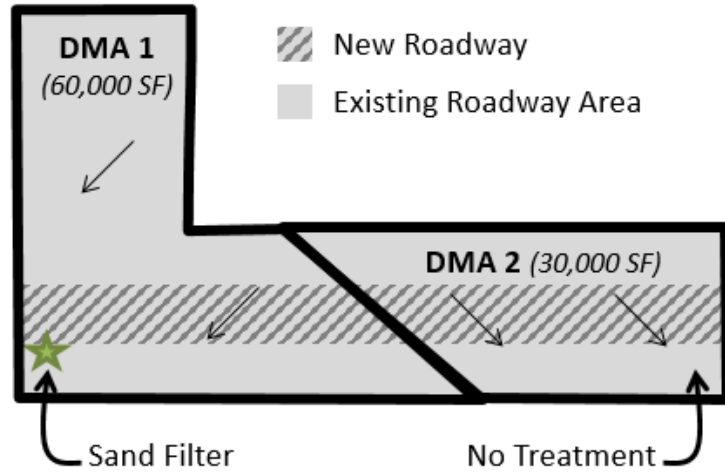 DMA 1
(60,000 SF)
New Roadway
Existing Roadway Area
DMA 2 (30,000 SF)
Sand Filter
No Treatment